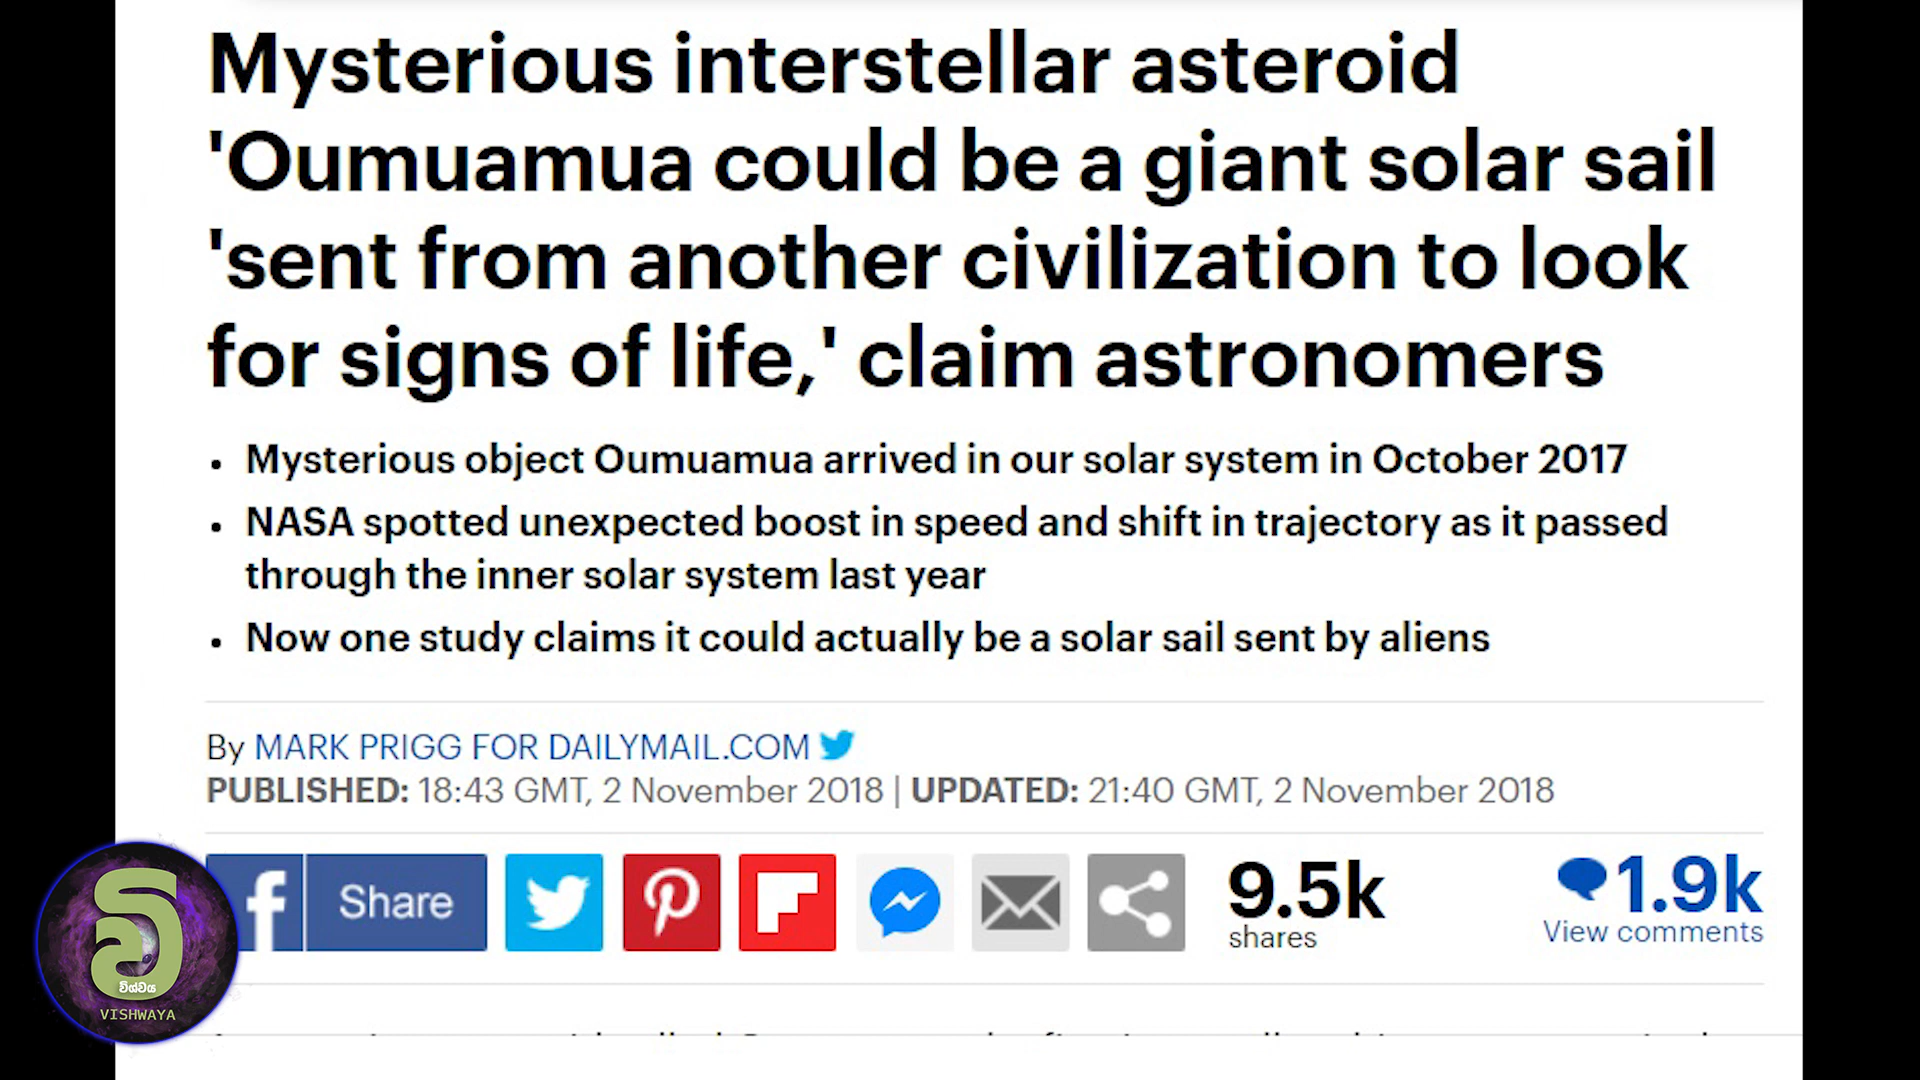 Mysterious interstellar asteroid
'Oumuamua could be a giant solar sail
'sent from another civilization to look
for signs of life,' claim astronomers
• Mysterious object Oumuamua arrived in our solar system in October 2017
• NASA spotted unexpected boost in speed and shift in trajectory as it passed
through the inner solar system last year
• Now one study claims it could actually be a solar sail sent by aliens
By MARK PRIGG FOR DAILYMAIL.COM
PUBLISHED: 18:43 GMT, 2 November 2018 | UPDATED: 21:40 GMT, 2 November 2018
Share
9.5k
shares
1.9k
View comments
විශ්වය
VISHWAYA